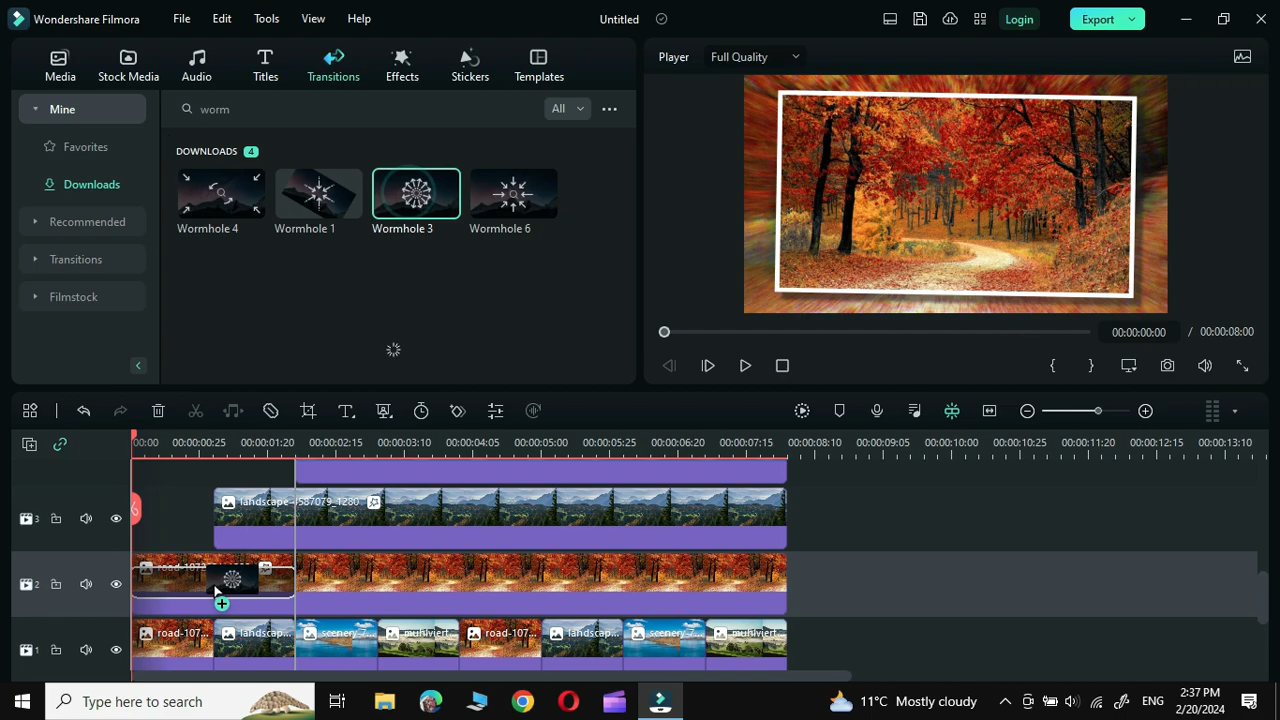 Wondershare Filmora
File
Edit
Tools
View
Help
Untitled
Login
Export
Media
Stock Media
Audio
Titles
Transitions
Effects
Stickers
Templates
Player
Full Quality
Mine
Favorites
Downloads
Recommended
Transitions
Filmstock
worm
All
DOWNLOADS 4
Wormhole 4
Wormhole 1
Wormhole 3
Wormhole 6
00:00:00:00 / 00:00:08:00
00:00 00:00:00:25 00:00:01:20 00:00:02:15 00:00:03:10 00:00:04:05 00:00:05:00 00:00:05:25 00:00:06:20 00:00:07:15 00:00:08:10 00:00:09:05 00:00:10:00 00:00:10:25 00:00:11:20 00:00:12:15 00:00:13:10
3
2
road-107... landscap... scenery-7... muhlviert... road-107... landscap... scenery-7... muhlviert...
Type here to search
11°C Mostly cloudy
ENG
2:37 PM
2/20/2024